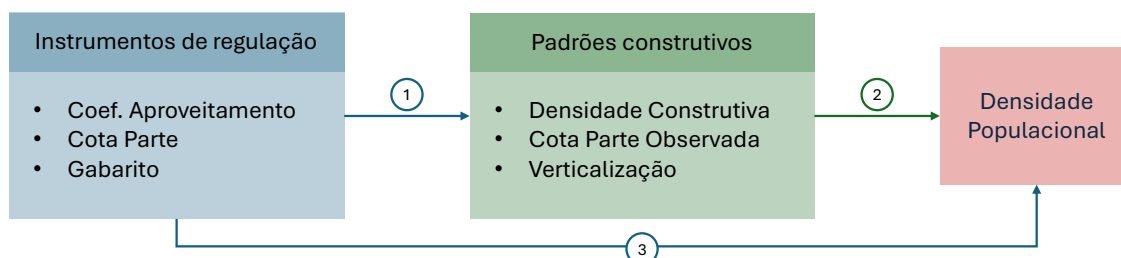 Instrumentos de regulação
• Coef. Aproveitamento
• Cota Parte
• Gabarito
1
Padrões construtivos
• Densidade Construtiva
• Cota Parte Observada
• Verticalização
2
Densidade
Populacional
3